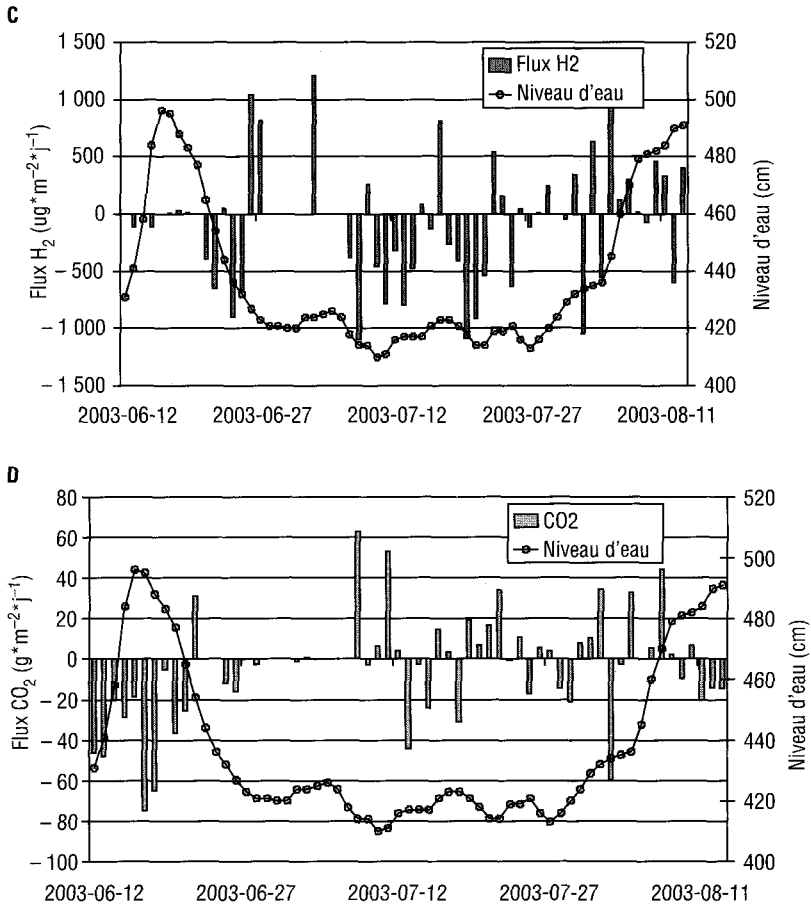 C
Flux H₂ (ug*m⁻²*j⁻¹)
1 500
1 000
500
0
– 500
– 1 000
– 1 500
Flux H2
Niveau d'eau
520
500
480
460
440
420
400
Niveau d'eau (cm)
2003-06-12 2003-06-27 2003-07-12 2003-07-27 2003-08-11
D
Flux CO₂ (g*m⁻²*j⁻¹)
80
60
40
20
0
– 20
– 40
– 60
– 80
– 100
CO2
Niveau d'eau
520
500
480
460
440
420
400
Niveau d'eau (cm)
2003-06-12 2003-06-27 2003-07-12 2003-07-27 2003-08-11